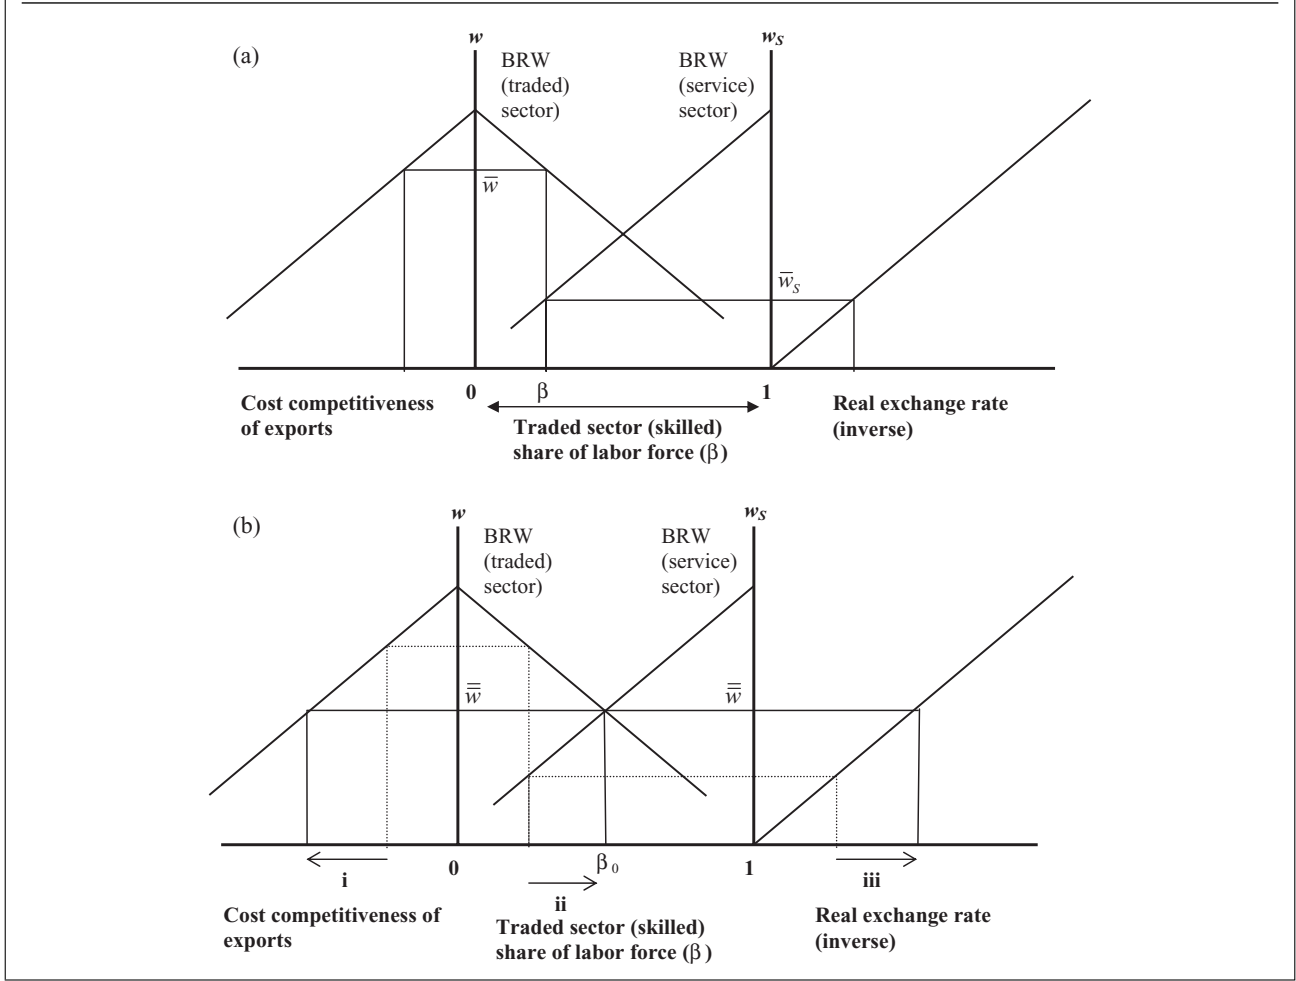 (a)
w
BRW
(traded)
sector)
w̅
w_S
BRW
(service)
sector)
w̅_S
0
β
1
Cost competitiveness
of exports
Traded sector (skilled)
share of labor force (β)
Real exchange rate
(inverse)
(b)
w
BRW
(traded)
sector)
w̿
w_S
BRW
(service)
sector)
w̿
i
0
ii
β₀
1
iii
Cost competitiveness of
exports
Traded sector (skilled)
share of labor force (β)
Real exchange rate
(inverse)